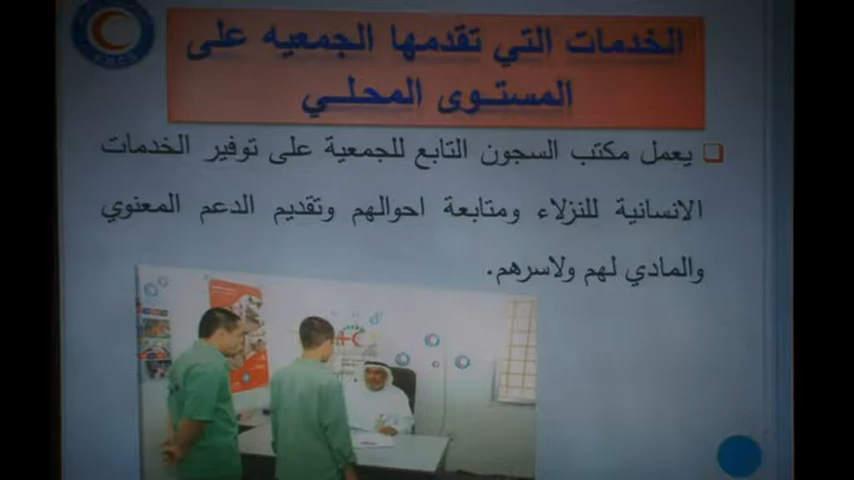 الخدمات التي تقدمها الجمعيه على
المستوى المحلي
يعمل مكتب السجون التابع للجمعية على توفير الخدمات
الانسانية للنزلاء ومتابعة احوالهم وتقديم الدعم المعنوي
والمادي لهم ولاسرهم.